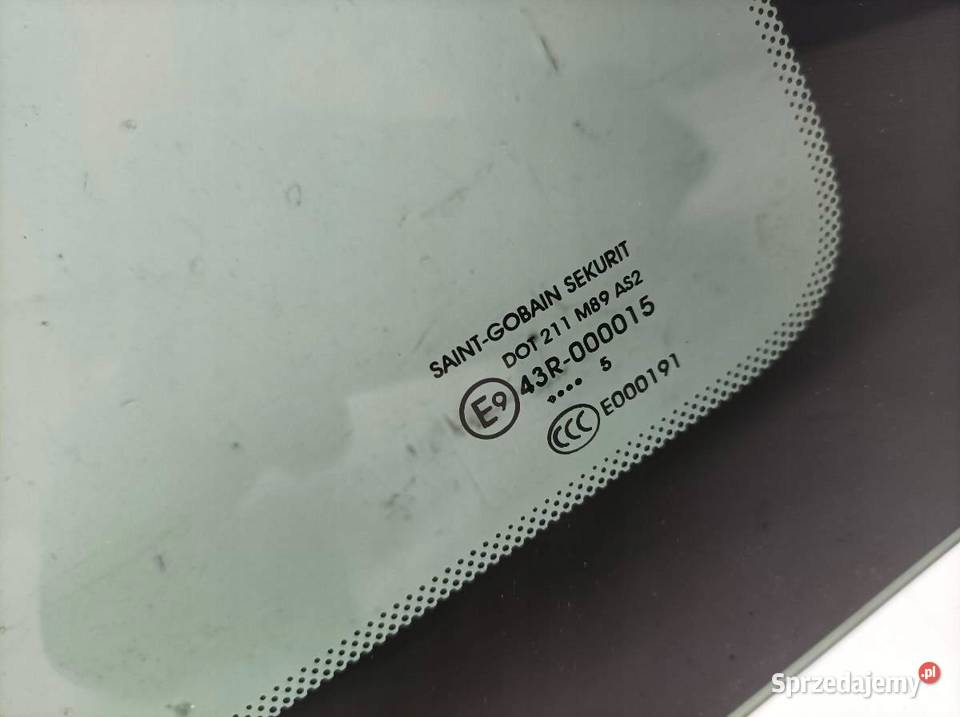 SAINT-GOBAIN SEKURIT
DOT 211 M89 AS2
E9 43R-000015
.... 5
CCC E000191
Sprzedajemy.pl